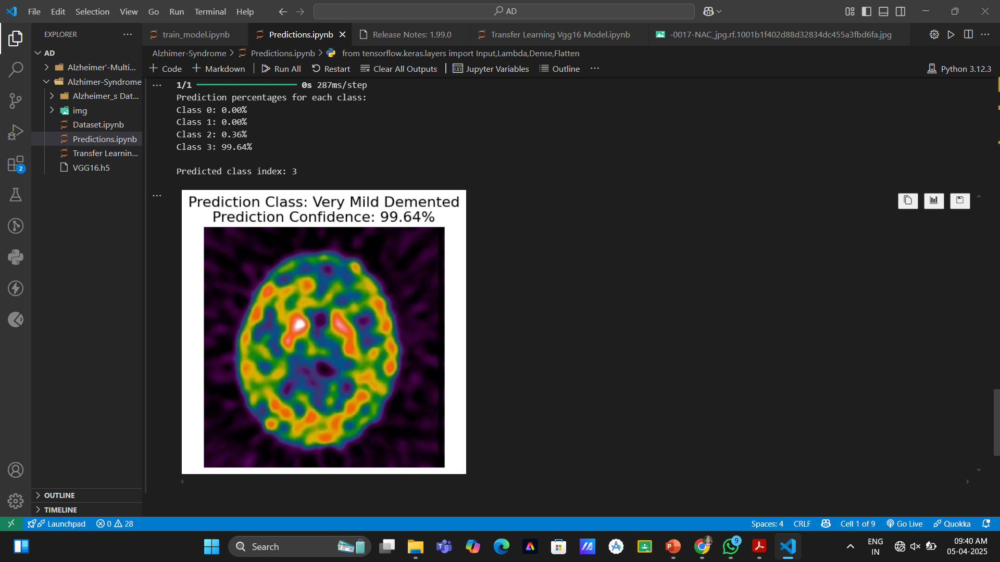 File Edit Selection View Go Run Terminal Help
AD
EXPLORER
train_model.ipynb
Predictions.ipynb
Release Notes: 1.99.0
Transfer Learning Vgg16 Model.ipynb
-0017-NAC_jpg.rf.1001b1f402d88d32834dc455a3fbd6fa.jpg
AD
Alzheimer'-Multi...
Alzhimer-Syndrome
Alzheimer_s Dat...
img
Dataset.ipynb
Predictions.ipynb
Transfer Learnin...
VGG16.h5
2
OUTLINE
TIMELINE
Alzhimer-Syndrome > Predictions.ipynb > from tensorflow.keras.layers import Input,Lambda,Dense,Flatten
+ Code + Markdown | Run All Restart Clear All Outputs | Jupyter Variables Outline ...
Python 3.12.3
1/1 0s 287ms/step
Prediction percentages for each class:
Class 0: 0.00%
Class 1: 0.00%
Class 2: 0.36%
Class 3: 99.64%
Predicted class index: 3
Prediction Class: Very Mild Demented
Prediction Confidence: 99.64%
Launchpad 0 28
Spaces: 4 CRLF Cell 1 of 9 Go Live Quokka
Search
9
ENG
IN
09:40 AM
05-04-2025